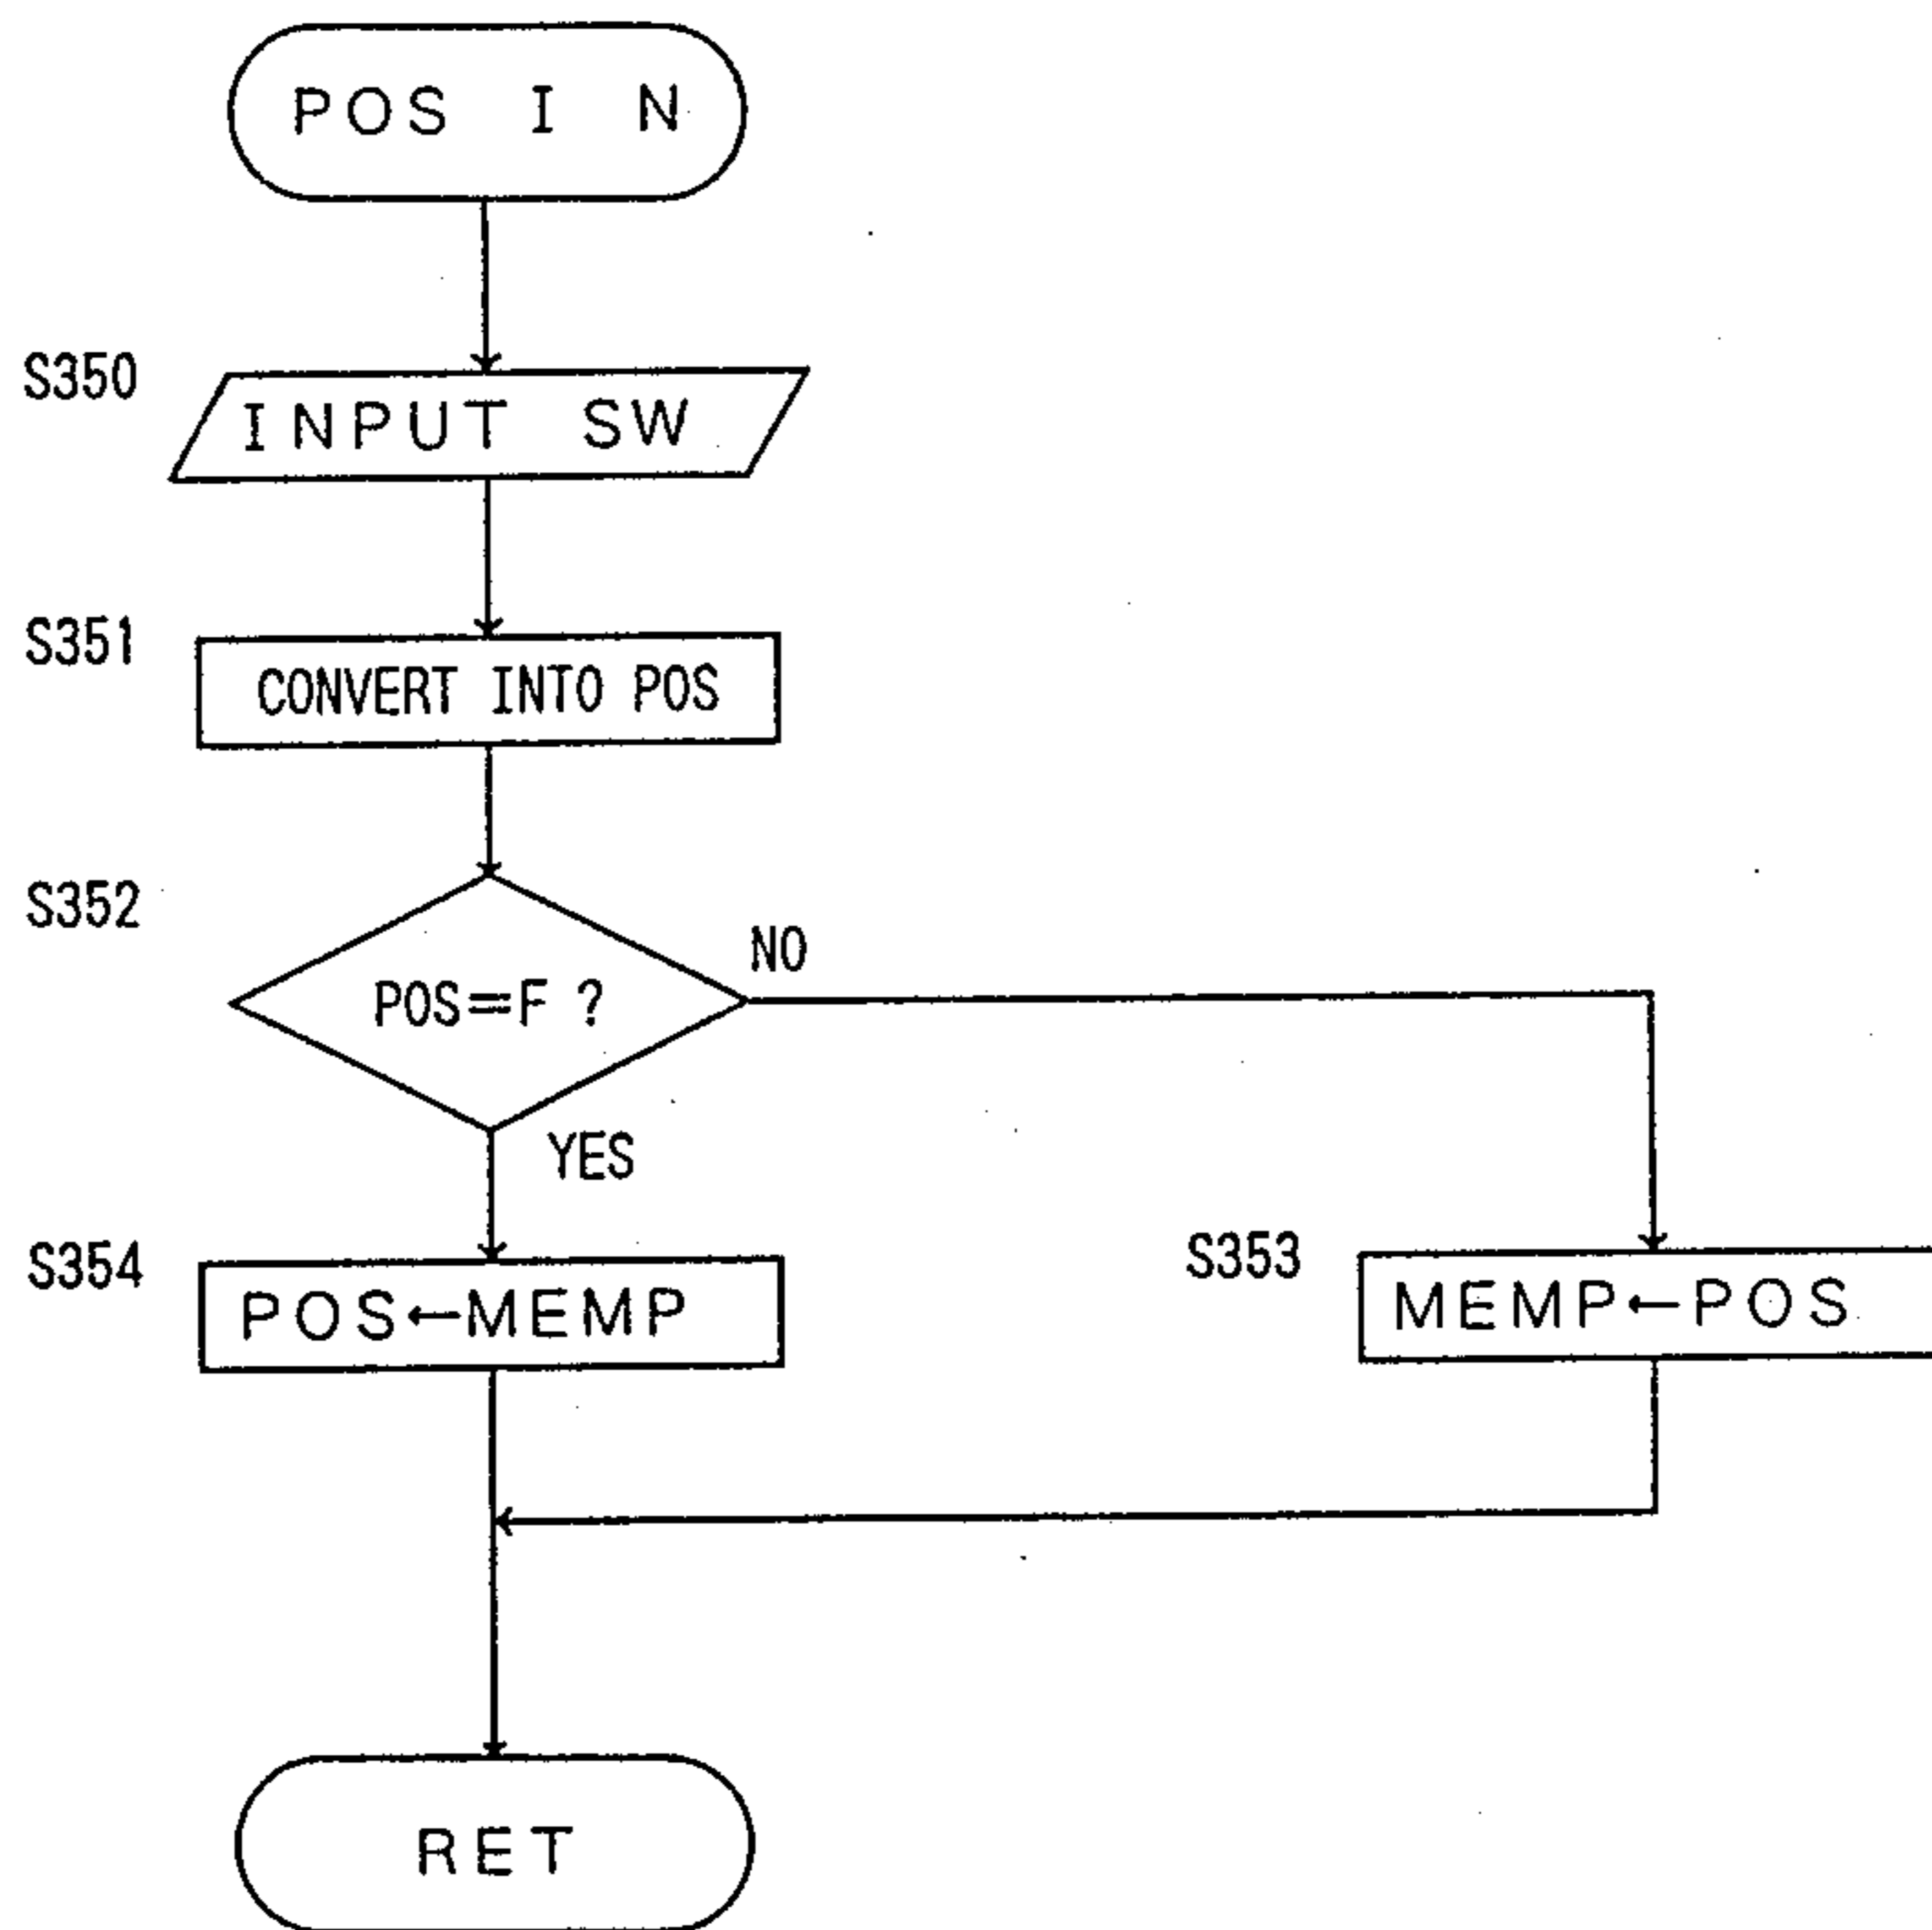 POS IN
S350
INPUT SW
S351
CONVERT INTO POS
S352
POS=F ?
NO
YES
S354
POS←MEMP
S353
MEMP←POS
RET